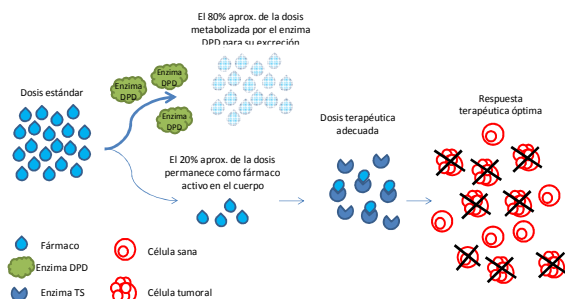 El 80% aprox. de la dosis
metabolizada por el enzima
DPD para su excreción
Enzima
DPD
Enzima
DPD
Enzima
DPD
Dosis estándar
El 20% aprox. de la dosis
permanece como fármaco
activo en el cuerpo
Dosis terapéutica
adecuada
Respuesta
terapéutica óptima
Fármaco
Célula sana
Enzima DPD
Enzima TS
Célula tumoral